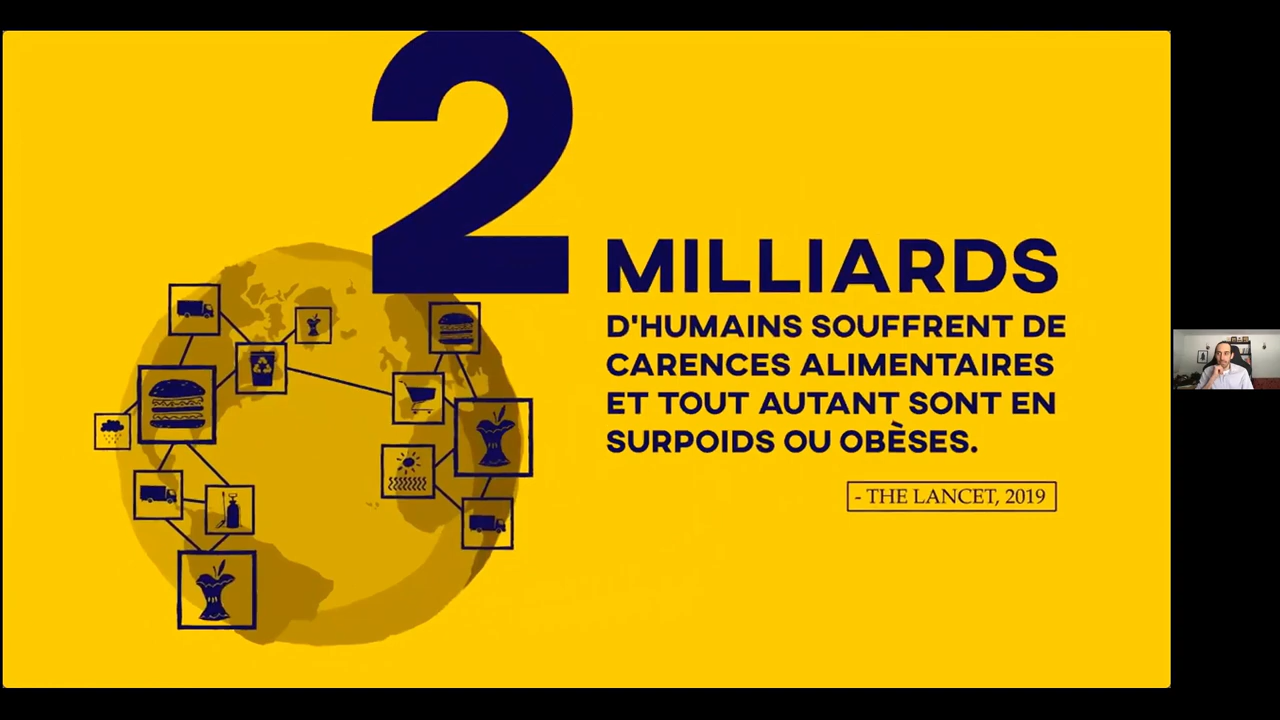 2
MILLIARDS
D'HUMAINS SOUFFRENT DE
CARENCES ALIMENTAIRES
ET TOUT AUTANT SONT EN
SURPOIDS OU OBÈSES.
- THE LANCET, 2019